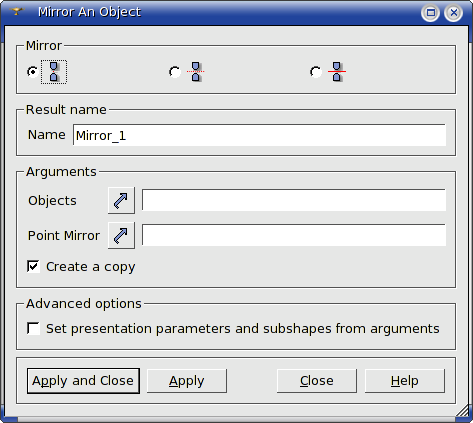 Mirror An Object
Mirror
Result name
Name Mirror_1
Arguments
Objects
Point Mirror
Create a copy
Advanced options
Set presentation parameters and subshapes from arguments
Apply and Close Apply Close Help